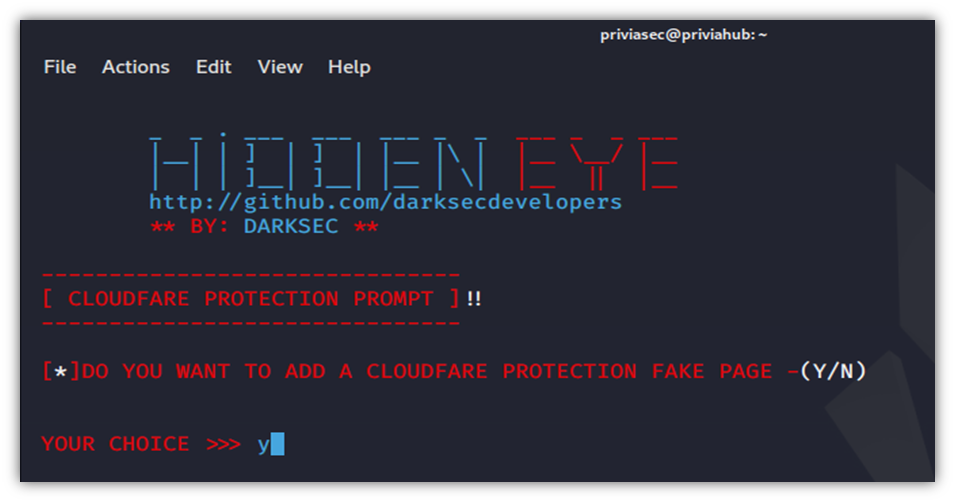 priviasec@priviahub: ~
File Actions Edit View Help
HiDDEN EYE
http://github.com/darksecdevelopers
** BY: DARKSEC **
[ CLOUDFARE PROTECTION PROMPT ]!!
[*]DO YOU WANT TO ADD A CLOUDFARE PROTECTION FAKE PAGE -(Y/N)
YOUR CHOICE >>> y